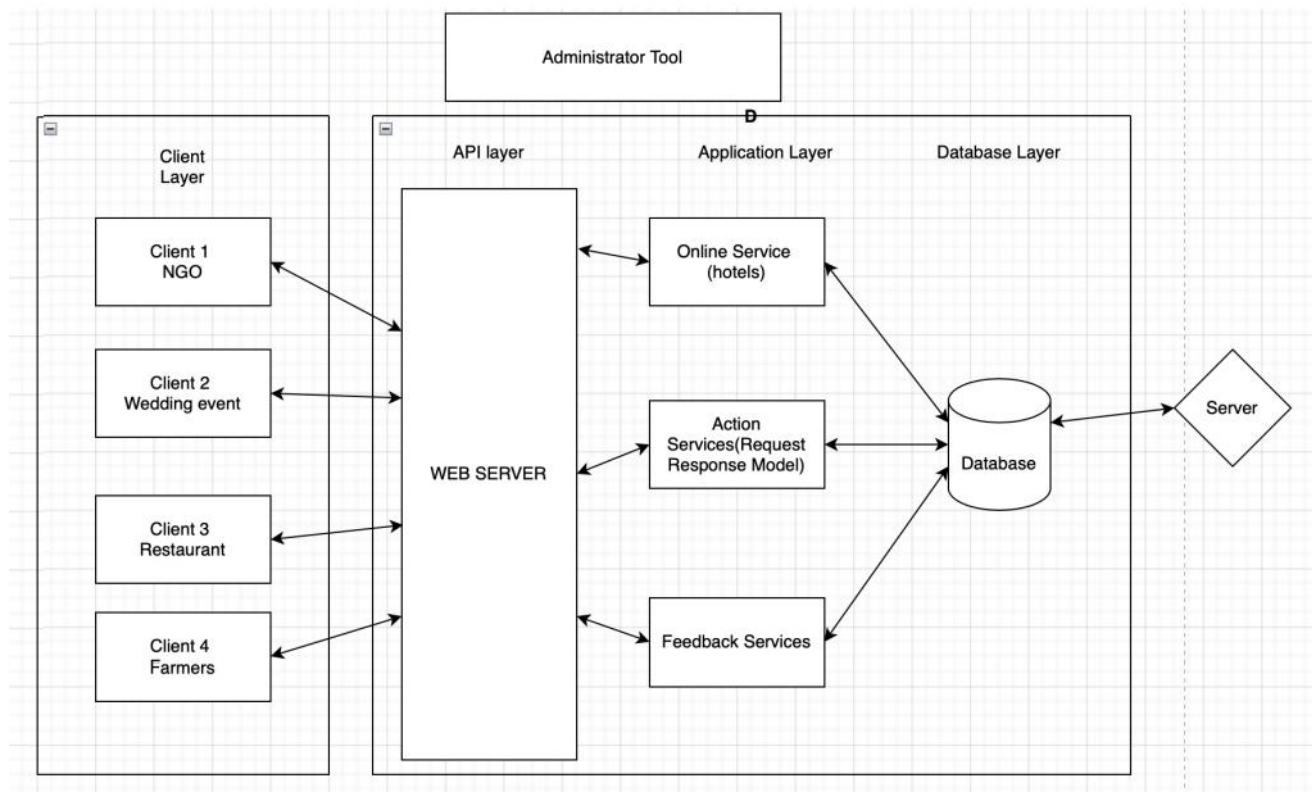 Administrator Tool
D
Client
Layer
API layer
Application Layer
Database Layer
Client 1
NGO
Client 2
Wedding event
Client 3
Restaurant
Client 4
Farmers
WEB SERVER
Online Service
(hotels)
Action
Services(Request
Response Model)
Feedback Services
Database
Server